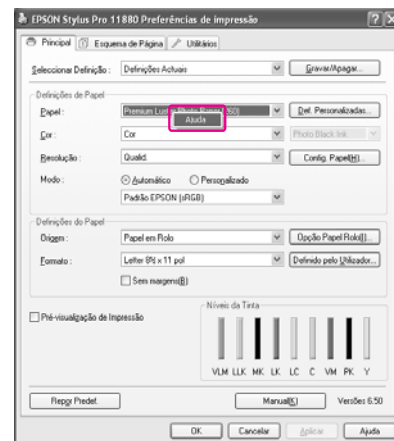 EPSON Stylus Pro 11880 Preferências de impressão
Principal Esquema de Página Utilitários
Seleccionar Definição : Definições Actuais Gravar/Apagar...
Definições de Papel
Papel : Premium Luster Photo Paper (260) Def. Personalizadas...
Ajuda
Cor : Cor Photo Black Ink
Resolução : Qualid. Config. Papel(H)...
Modo : Automático Personalizado
Padrão EPSON (sRGB)
Definições do Papel
Origem : Papel em Rolo Opção Papel Rolo(I)...
Formato : Letter 8½ x 11 pol Definido pelo Utilizador...
Sem margens(B)
Pré-visualização de Impressão
Níveis da Tinta
VLM LLK MK LK LC C VM PK Y
Repor Predef. Manual(K) Versões 6.50
OK Cancelar Aplicar Ajuda